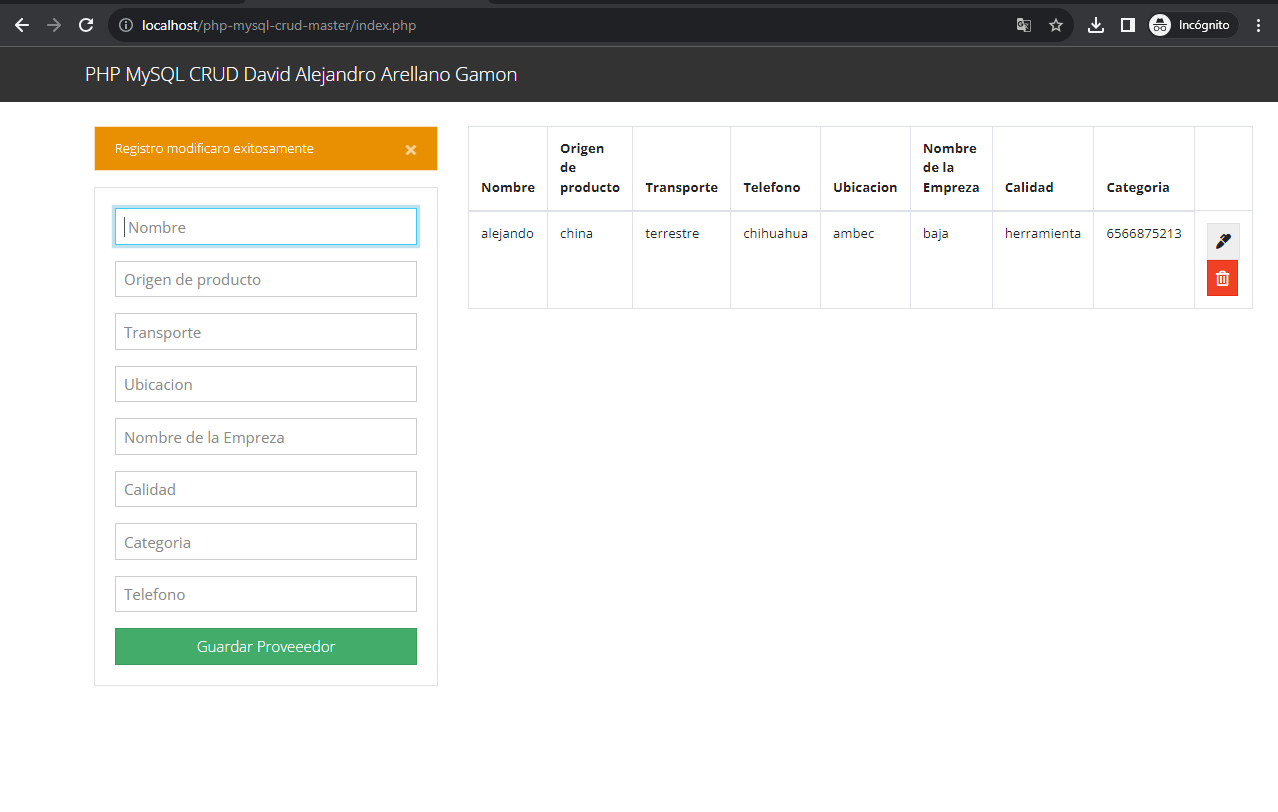 localhost/php-mysql-crud-master/index.php
Incógnito
PHP MySQL CRUD David Alejandro Arellano Gamon
Registro modificaro exitosamente ×
Nombre
Origen de producto
Transporte
Ubicacion
Nombre de la Empreza
Calidad
Categoria
Telefono
Guardar Proveeedor
Nombre Origen de producto Transporte Telefono Ubicacion Nombre de la Empreza Calidad Categoria
alejando china terrestre chihuahua ambec baja herramienta 6566875213